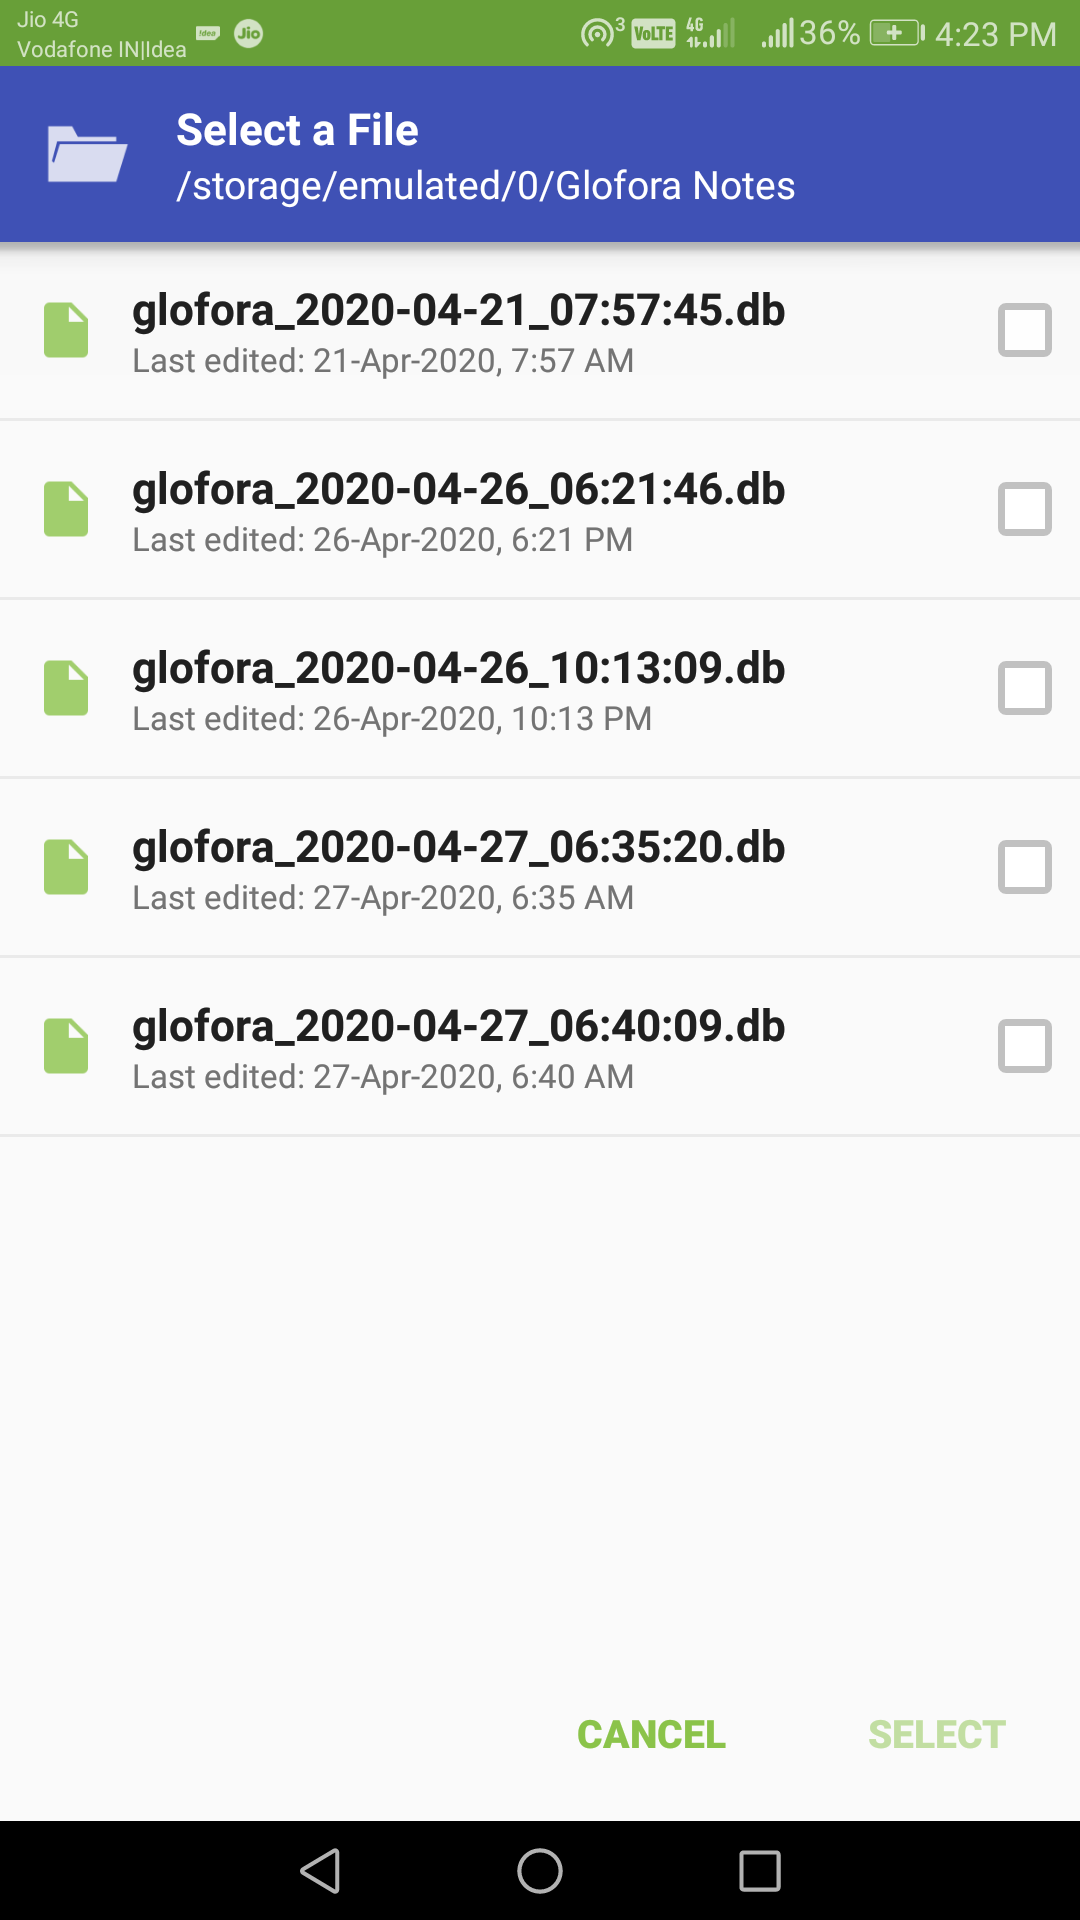 Jio 4G
Vodafone IN|Idea
!dea
Jio
3
VoLTE
4G
36%
4:23 PM
Select a File
/storage/emulated/0/Glofora Notes
glofora_2020-04-21_07:57:45.db
Last edited: 21-Apr-2020, 7:57 AM
glofora_2020-04-26_06:21:46.db
Last edited: 26-Apr-2020, 6:21 PM
glofora_2020-04-26_10:13:09.db
Last edited: 26-Apr-2020, 10:13 PM
glofora_2020-04-27_06:35:20.db
Last edited: 27-Apr-2020, 6:35 AM
glofora_2020-04-27_06:40:09.db
Last edited: 27-Apr-2020, 6:40 AM
CANCEL
SELECT